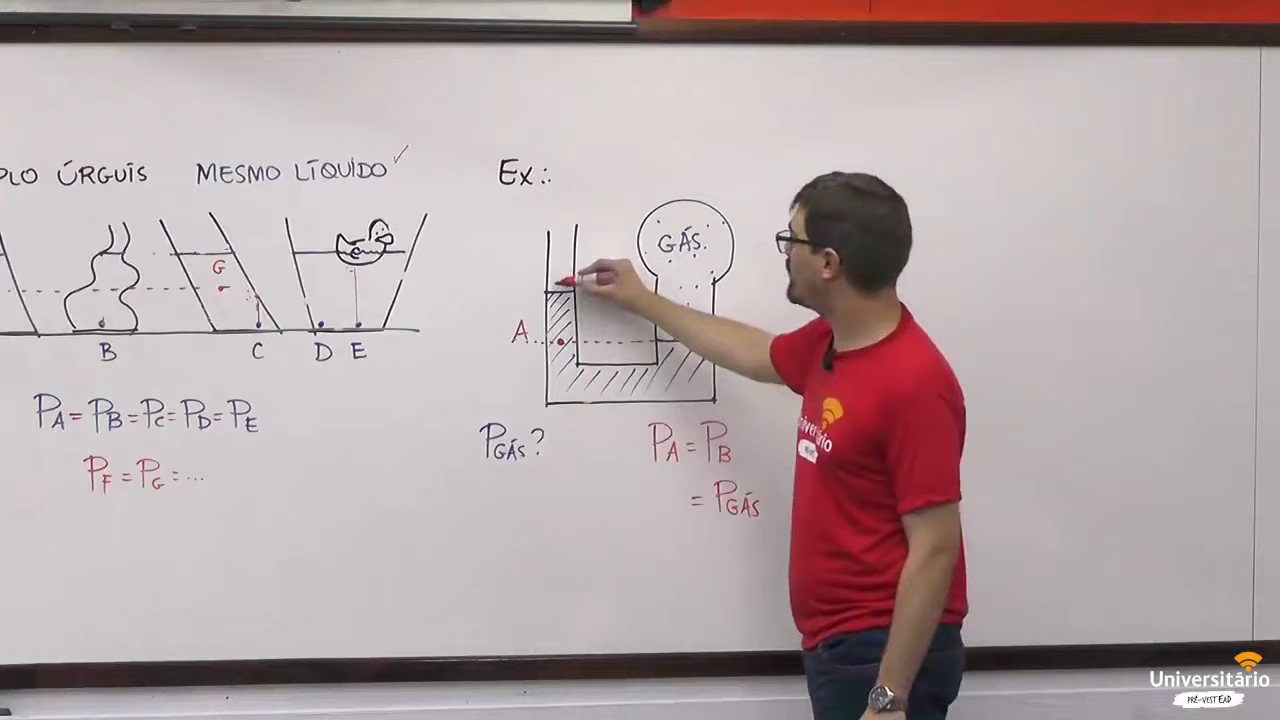 PLO ÚRGUIS
MESMO LÍQUIDO ✓
G
B
C
D
E
PA = PB = PC = PD = PE
PF = PG = ...
Ex:.
GÁS.
A
PGÁS?
PA = PB
= PGÁS
Universitário
PRÉ-VEST EAD